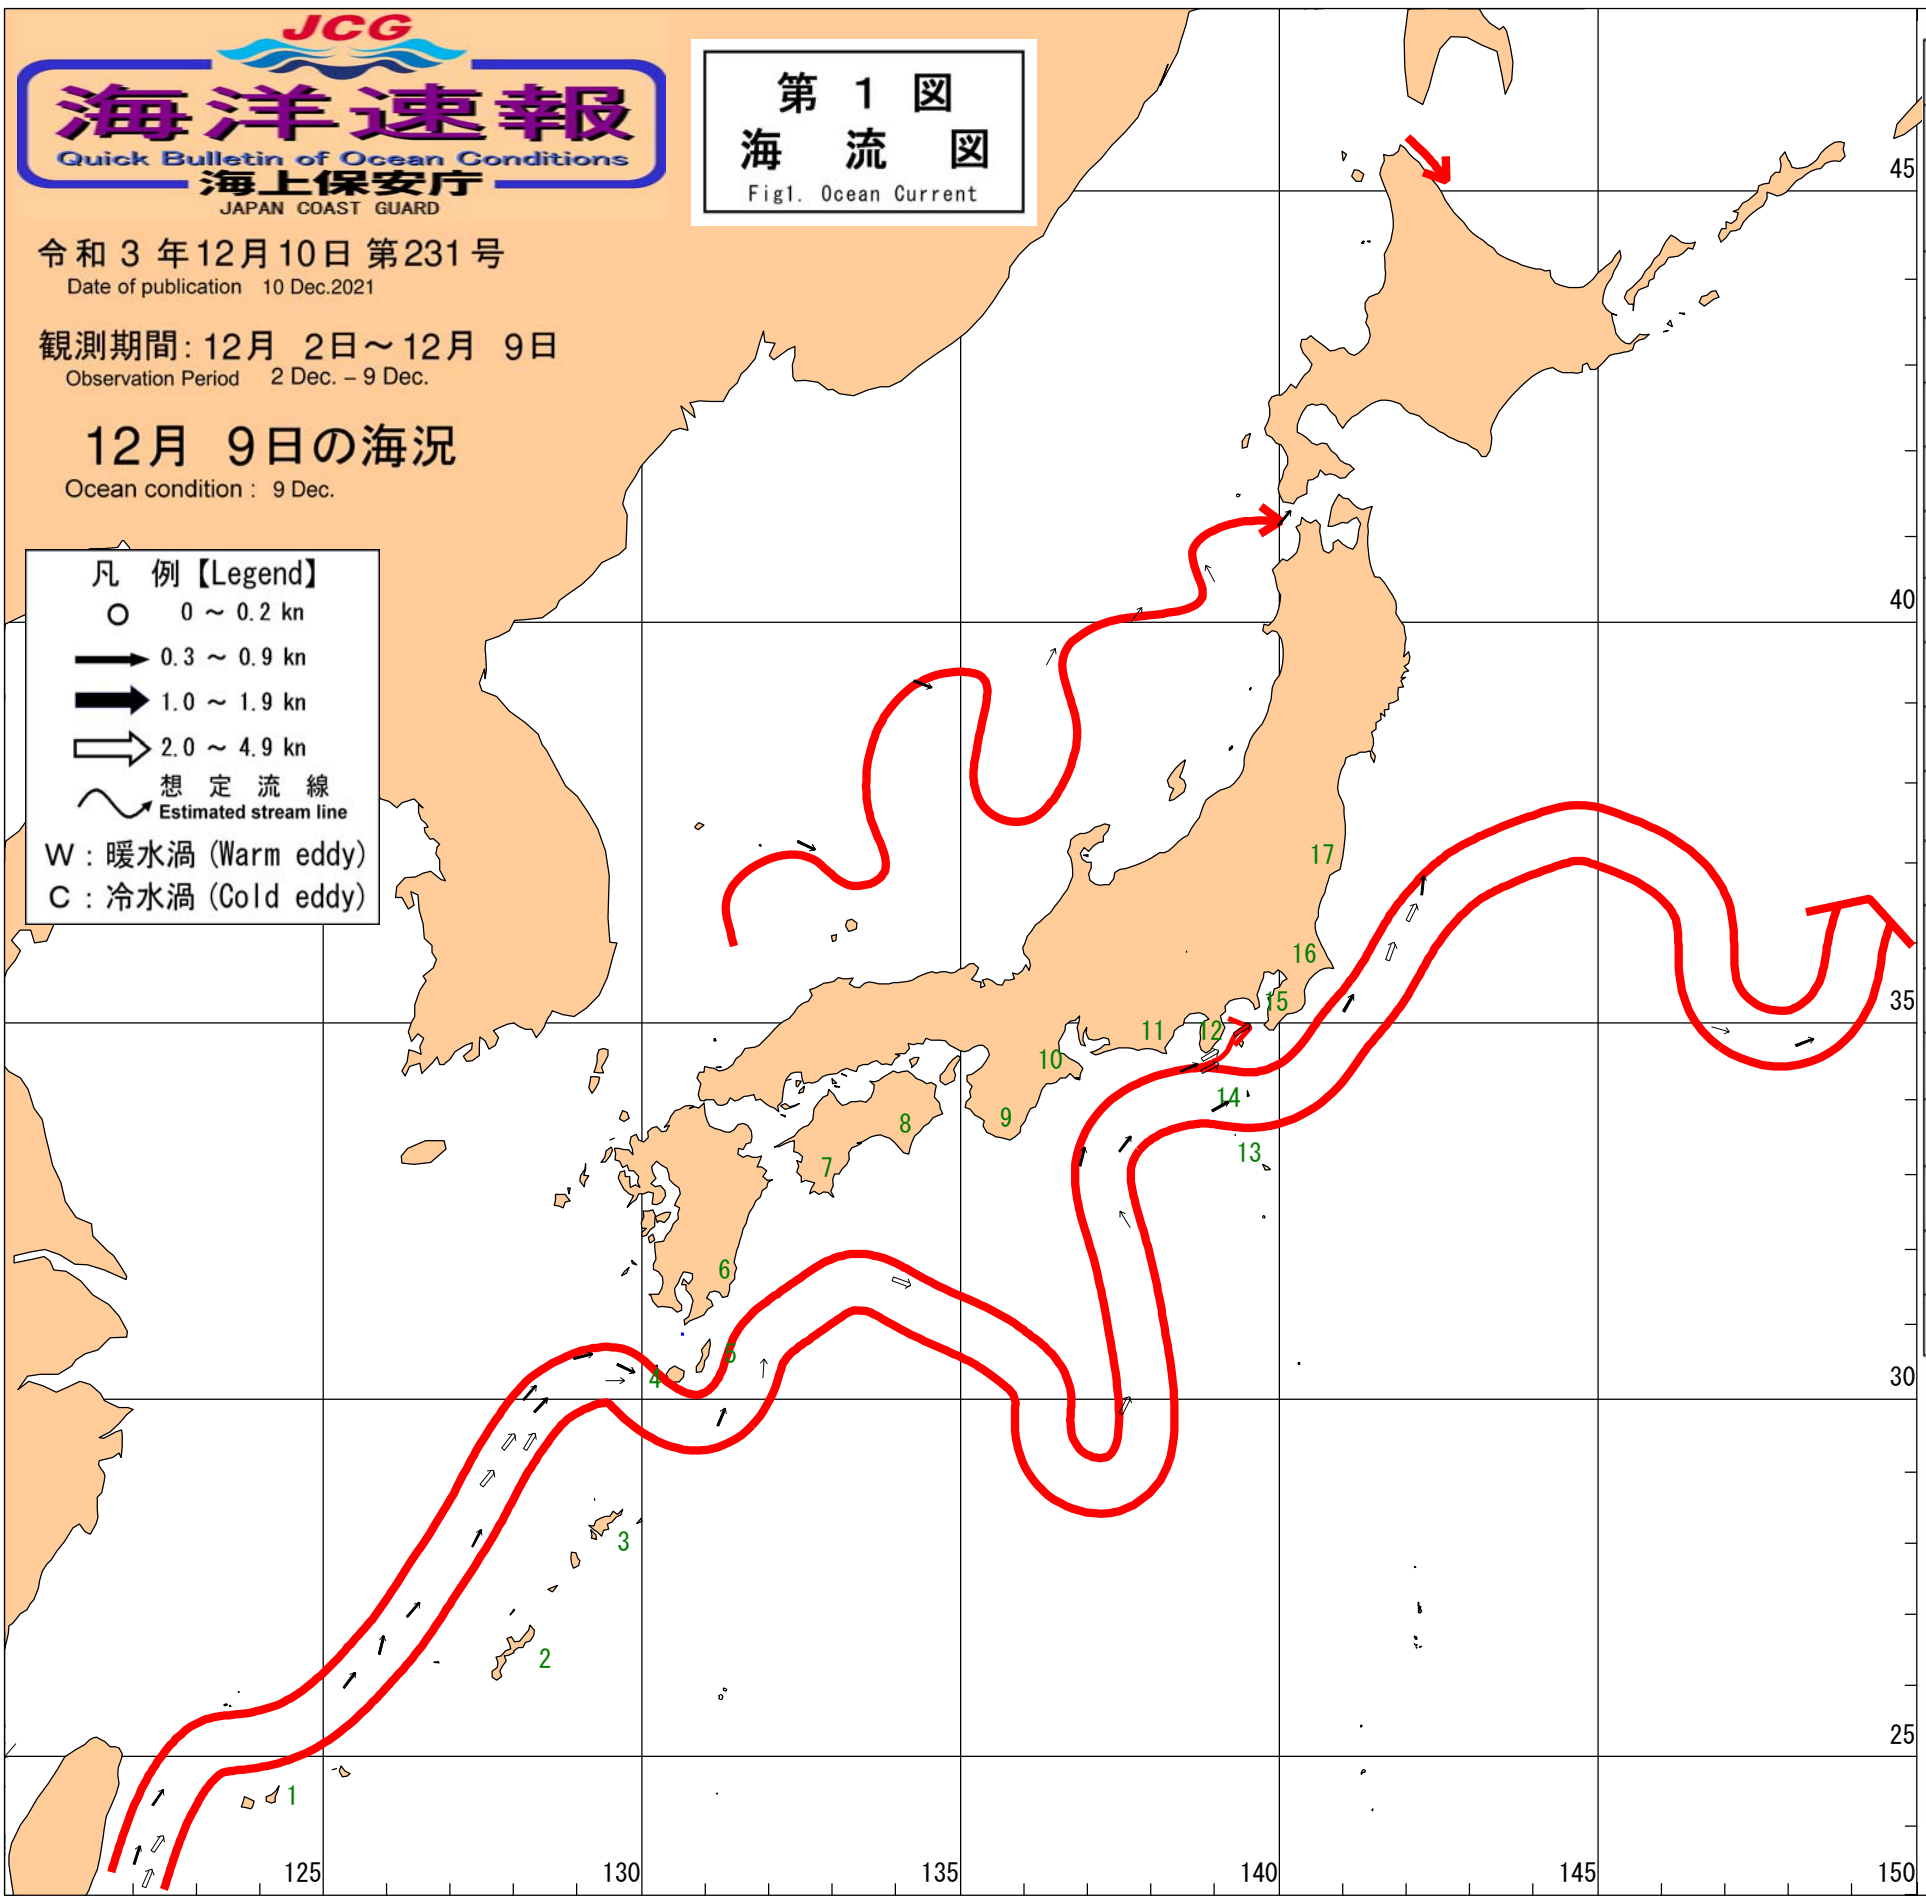 JCG
海洋速報
Quick Bulletin of Ocean Conditions
海上保安庁
JAPAN COAST GUARD
第 1 図
海 流 図
Fig1. Ocean Current
令和 3 年12月10日 第231号
Date of publication 10 Dec.2021
観測期間: 12月 2日～12月 9日
Observation Period 2 Dec. – 9 Dec.
12月 9日の海況
Ocean condition : 9 Dec.
凡 例【Legend】
0 ～ 0.2 kn
0.3 ～ 0.9 kn
1.0 ～ 1.9 kn
2.0 ～ 4.9 kn
想 定 流 線
Estimated stream line
W : 暖水渦 (Warm eddy)
C : 冷水渦 (Cold eddy)
45
40
17
16
35
15
12
11
10
14
9
8
13
7
6
5
4
30
3
2
25
1
125
130
135
140
145
150